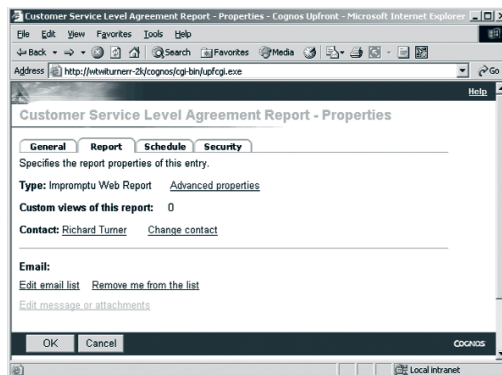 Customer Service Level Agreement Report - Properties - Cognos Upfront - Microsoft Internet Explorer
File Edit View Favorites Tools Help
Back Search Favorites Media
Address http://wtwiturnerr-2k/cognos/cgi-bin/upfcgi.exe Go
Help
Customer Service Level Agreement Report - Properties
General Report Schedule Security
Specifies the report properties of this entry.
Type: Impromptu Web Report Advanced properties
Custom views of this report: 0
Contact: Richard Turner Change contact
Email:
Edit email list Remove me from the list
Edit message or attachments
OK Cancel COGNOS
Local intranet